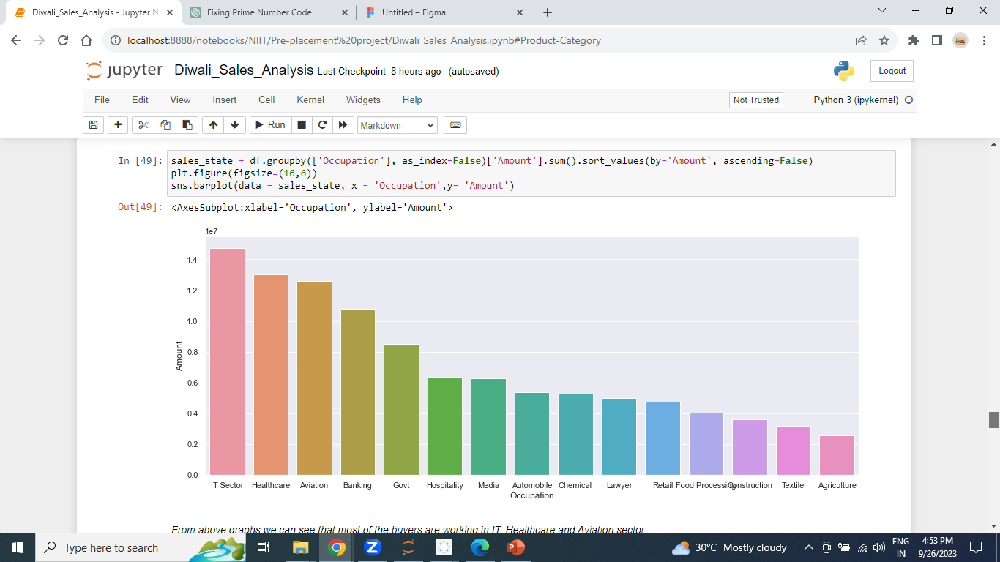 Diwali_Sales_Analysis - Jupyter N
Fixing Prime Number Code
Untitled – Figma
localhost:8888/notebooks/NIIT/Pre-placement%20project/Diwali_Sales_Analysis.ipynb#Product-Category
jupyter Diwali_Sales_Analysis Last Checkpoint: 8 hours ago (autosaved)
Logout
File Edit View Insert Cell Kernel Widgets Help
Not Trusted
Python 3 (ipykernel)
Run
Markdown
In [49]: sales_state = df.groupby(['Occupation'], as_index=False)['Amount'].sum().sort_values(by='Amount', ascending=False)
plt.figure(figsize=(16,6))
sns.barplot(data = sales_state, x = 'Occupation',y= 'Amount')
Out[49]: <AxesSubplot:xlabel='Occupation', ylabel='Amount'>
1e7
1.4
1.2
1.0
0.8
0.6
0.4
0.2
0.0
Amount
IT Sector Healthcare Aviation Banking Govt Hospitality Media Automobile Chemical Lawyer Retail Food Processing Construction Textile Agriculture
Occupation
From above graphs we can see that most of the buyers are working in IT, Healthcare and Aviation sector
Type here to search
30°C Mostly cloudy
ENG
IN
4:53 PM
9/26/2023